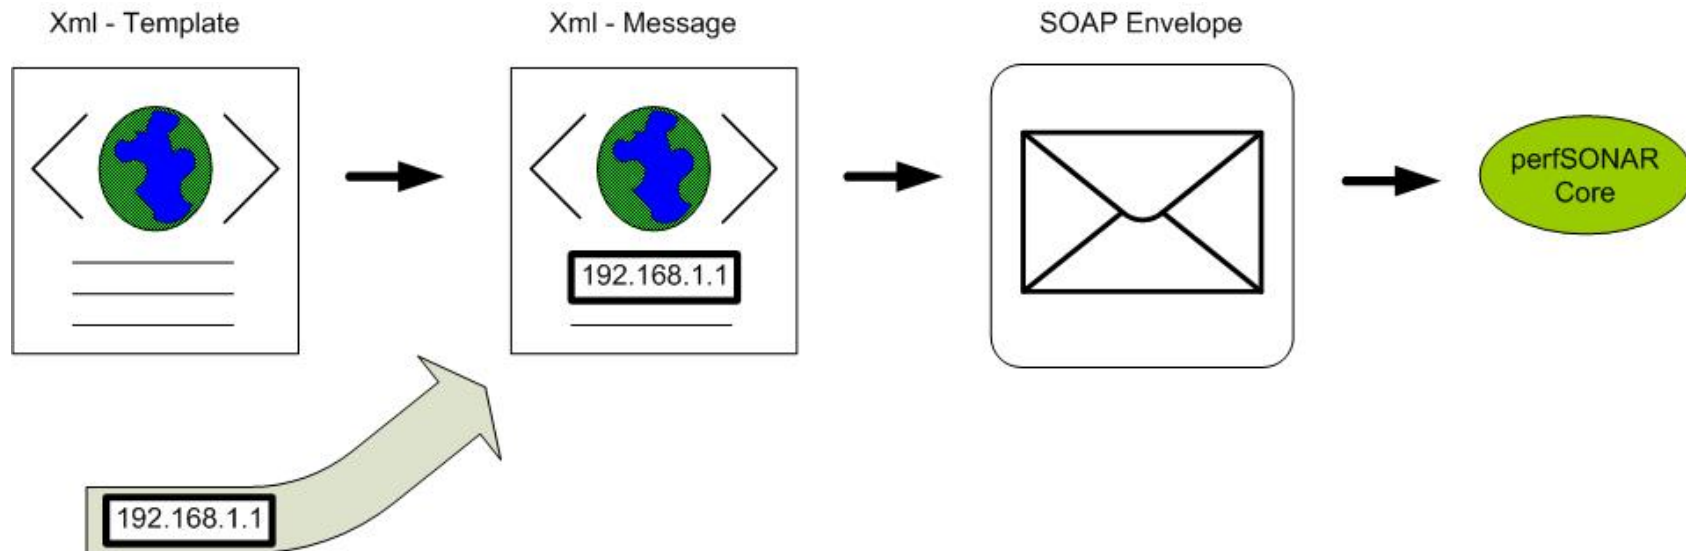 Xml - Template
Xml - Message
SOAP Envelope
192.168.1.1
perfSONAR
Core
192.168.1.1